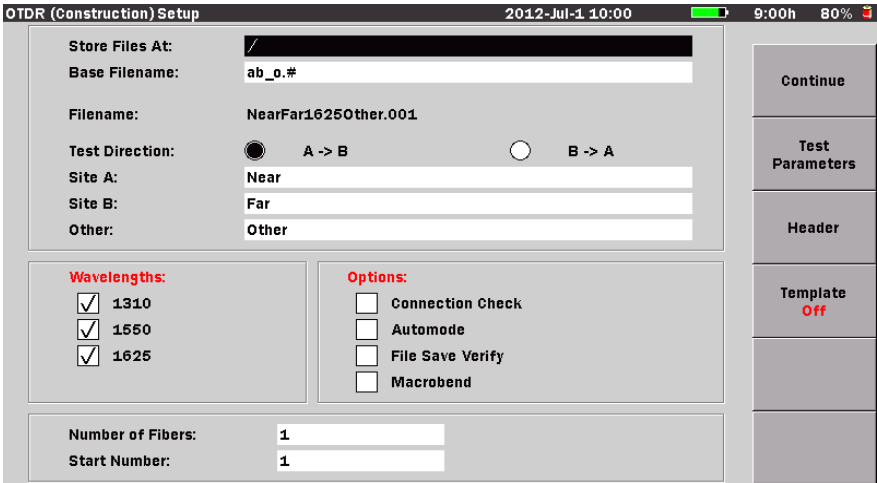 OTDR (Construction) Setup 2012-Jul-1 10:00 9:00h 80%
Store Files At: /
Base Filename: ab_o.#
Filename: NearFar1625Other.001
Test Direction: A -> B B -> A
Site A: Near
Site B: Far
Other: Other
Wavelengths:
1310
1550
1625
Options:
Connection Check
Automode
File Save Verify
Macrobend
Number of Fibers: 1
Start Number: 1
Continue
Test
Parameters
Header
Template
Off